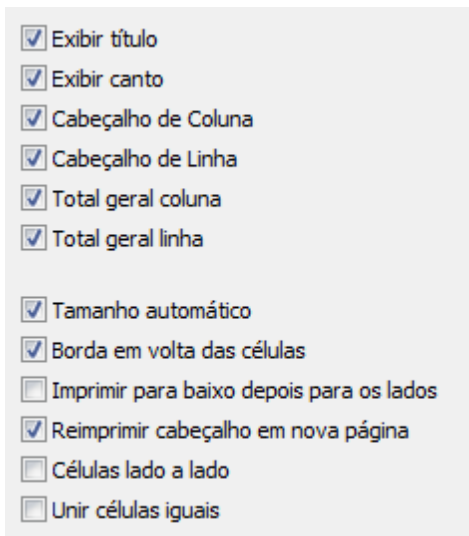 Exibir título
Exibir canto
Cabeçalho de Coluna
Cabeçalho de Linha
Total geral coluna
Total geral linha
Tamanho automático
Borda em volta das células
Imprimir para baixo depois para os lados
Reimprimir cabeçalho em nova página
Células lado a lado
Unir células iguais